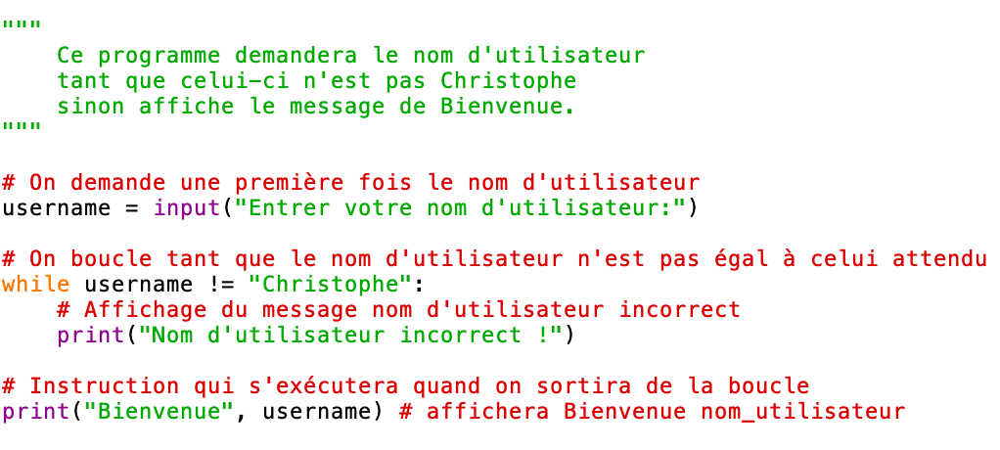 """
    Ce programme demandera le nom d'utilisateur
    tant que celui-ci n'est pas Christophe
    sinon affiche le message de Bienvenue.
"""
# On demande une première fois le nom d'utilisateur
username = input("Entrer votre nom d'utilisateur:")
# On boucle tant que le nom d'utilisateur n'est pas égal à celui attendu
while username != "Christophe":
    # Affichage du message nom d'utilisateur incorrect
    print("Nom d'utilisateur incorrect !")
# Instruction qui s'exécutera quand on sortira de la boucle
print("Bienvenue", username) # affichera Bienvenue nom_utilisateur